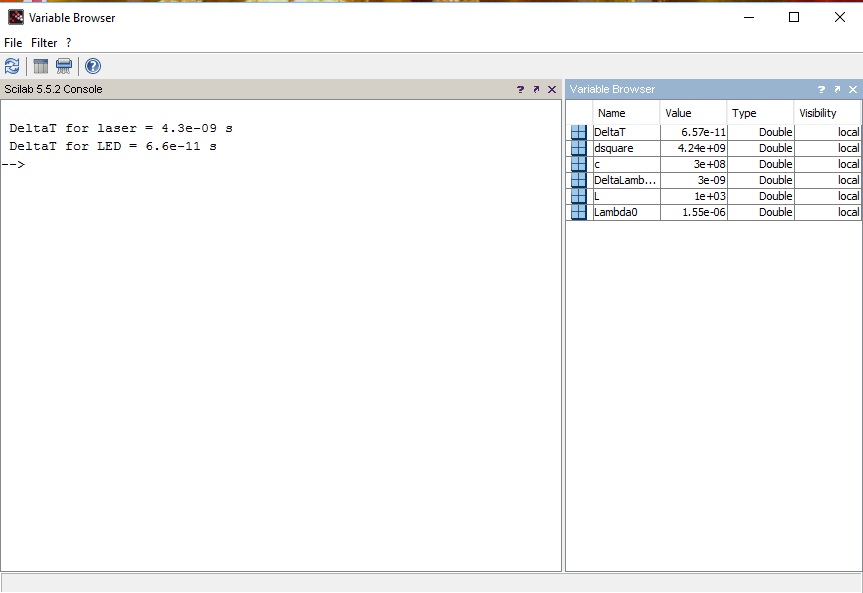 Variable Browser
File Filter ?
Scilab 5.5.2 Console
DeltaT for laser = 4.3e-09 s
DeltaT for LED = 6.6e-11 s
-->
Variable Browser
Name Value Type Visibility
DeltaT 6.57e-11 Double local
dsquare 4.24e+09 Double local
c 3e+08 Double local
DeltaLamb... 3e-09 Double local
L 1e+03 Double local
Lambda0 1.55e-06 Double local